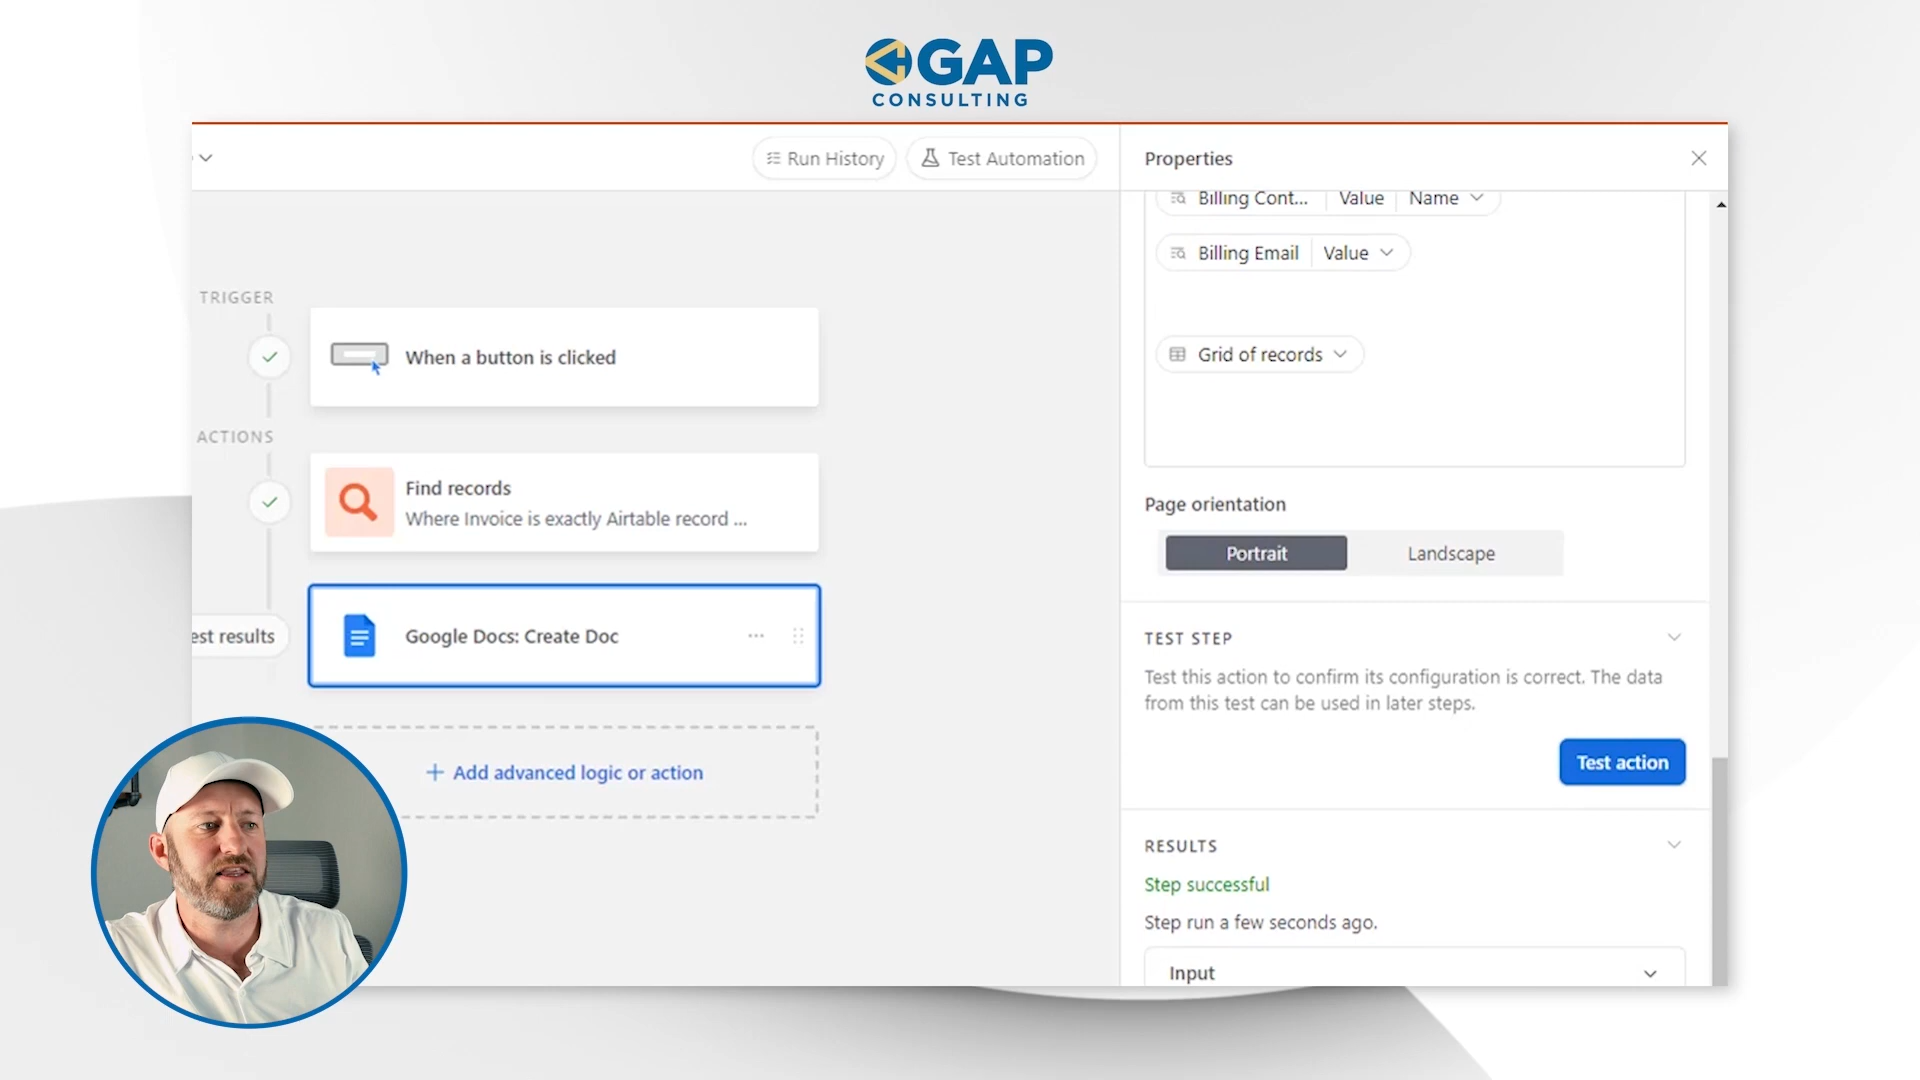 GAP
CONSULTING
Run History
Test Automation
Properties
Billing Cont... Value Name
Billing Email Value
TRIGGER
When a button is clicked
Grid of records
ACTIONS
Find records
Where Invoice is exactly Airtable record ...
Page orientation
Portrait Landscape
est results
Google Docs: Create Doc
TEST STEP
Test this action to confirm its configuration is correct. The data
from this test can be used in later steps.
Test action
+ Add advanced logic or action
RESULTS
Step successful
Step run a few seconds ago.
Input